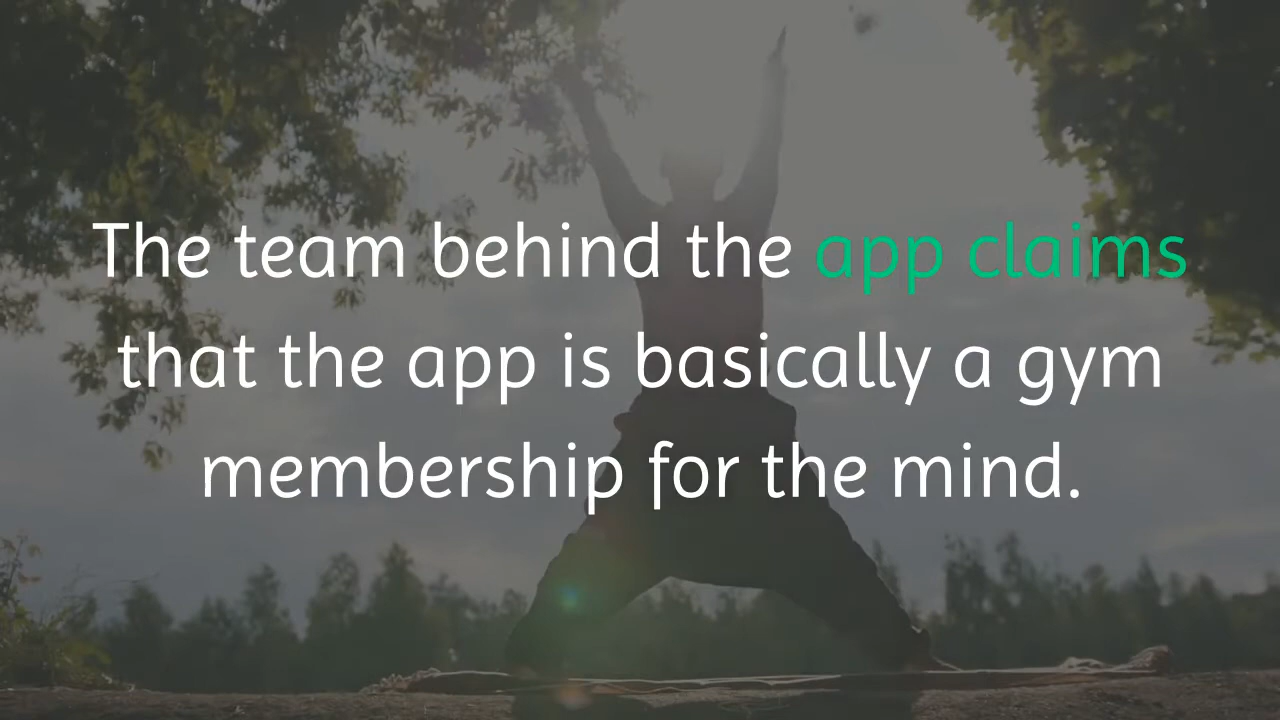 The team behind the app claims
that the app is basically a gym
membership for the mind.